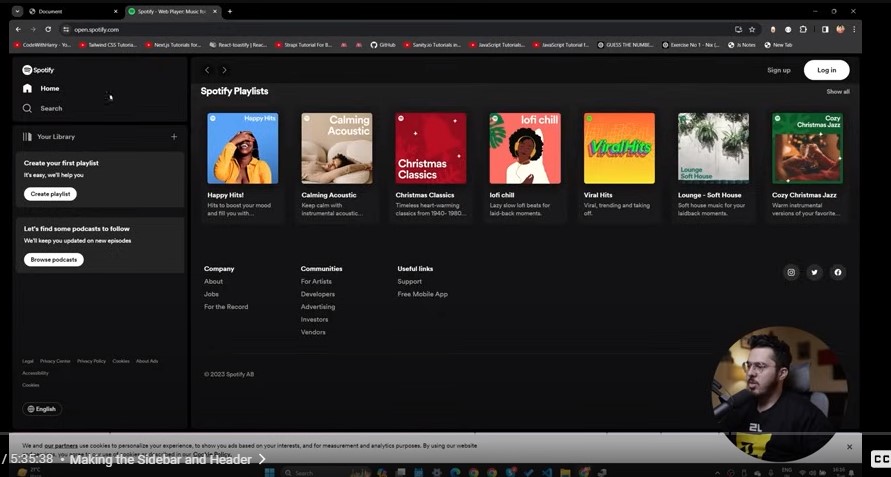 Document
Spotify - Web Player: Music for
open.spotify.com
CodeWithHarry - Yo...
Tailwind CSS Tutoria...
Next.js Tutorials for...
React-toastify | Reac...
Strapi Tutorial For B...
GitHub
Sanity.io Tutorials in...
JavaScript Tutorials...
JavaScript Tutorial f...
GUESS THE NUMBE...
Exercise No 1 - Nix (...
Js Notes
New Tab
Spotify
Home
Search
Your Library
Create your first playlist
It's easy, we'll help you
Create playlist
Let's find some podcasts to follow
We'll keep you updated on new episodes
Browse podcasts
Legal Privacy Center Privacy Policy Cookies About Ads
Accessibility
Cookies
English
Sign up
Log in
Spotify Playlists
Show all
Happy Hits
Calming
Acoustic
Christmas
Classics
lofi chill
ViralHits
Lounge
Soft House
Cozy
Christmas Jazz
Happy Hits!
Hits to boost your mood
and fill you with...
Calming Acoustic
Keep calm with
instrumental acoustic...
Christmas Classics
Timeless heart-warming
classics from 1940- 1980...
lofi chill
Lazy slow lofi beats for
laid-back moments.
Viral Hits
Viral, trending and taking
off.
Lounge - Soft House
Soft house music for your
laidback moments.
Cozy Christmas Jazz
Warm instrumental
versions of your favorite...
Company
About
Jobs
For the Record
Communities
For Artists
Developers
Advertising
Investors
Vendors
Useful links
Support
Free Mobile App
© 2023 Spotify AB
We and our partners use cookies to personalize your experience, to show you ads based on your interests, and for measurement and analytics purposes. By using our website
/ 5:35:38 • Making the Sidebar and Header
CC
Search